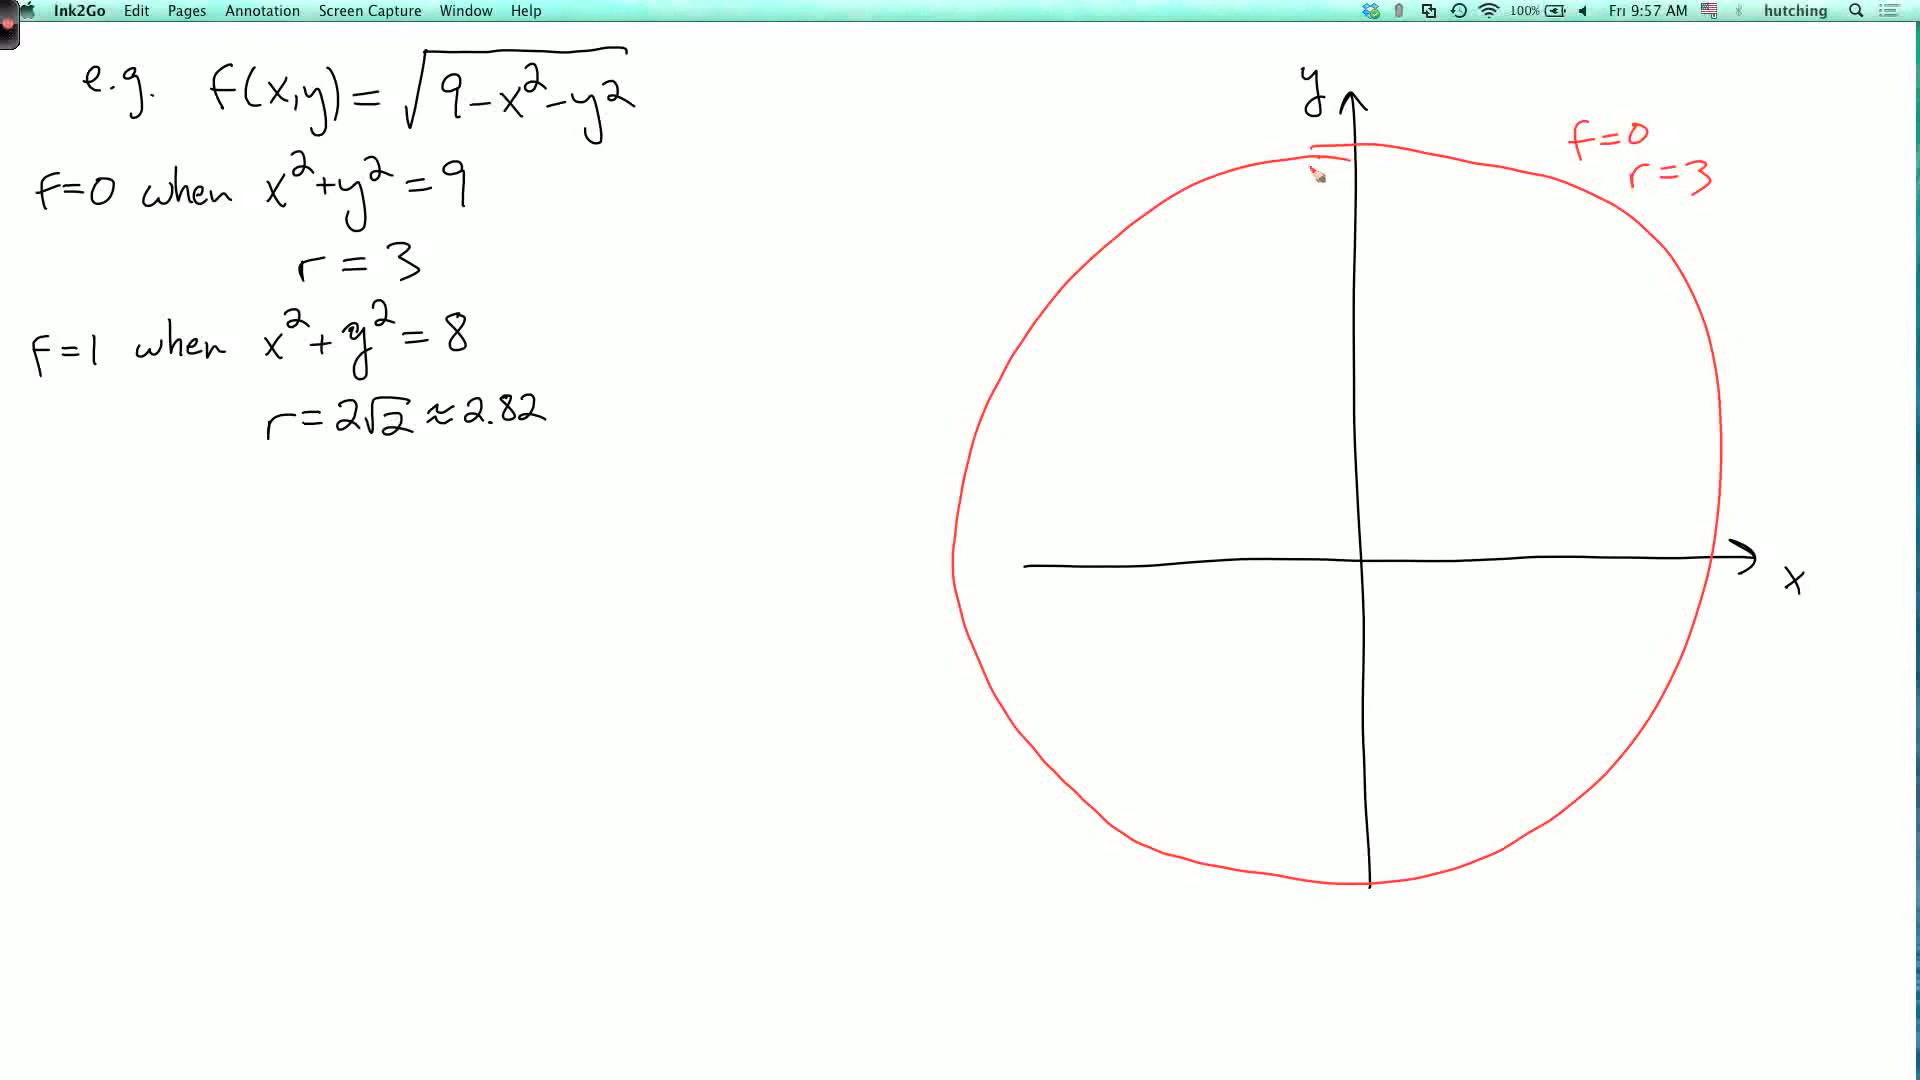 Ink2Go Edit Pages Annotation Screen Capture Window Help 100% Fri 9:57 AM hutching
e.g. f(x,y) = √(9-x²-y²)
f=0 when x²+y²=9
r = 3
f=1 when x²+y²=8
r=2√2 ≈ 2.82
y
f=0
r=3
x